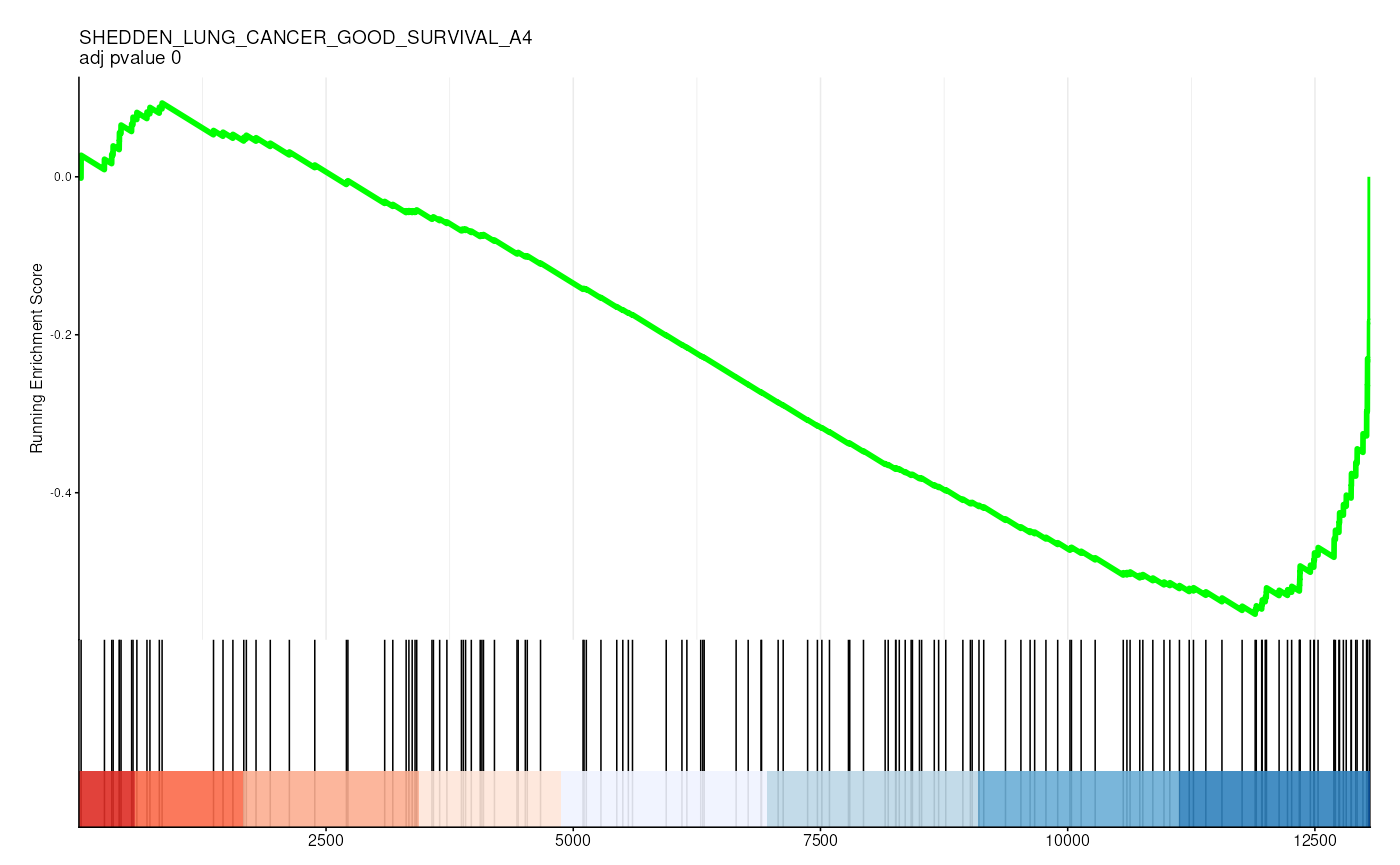 SHEDDEN_LUNG_CANCER_GOOD_SURVIVAL_A4
adj pvalue 0
Running Enrichment Score
0.0
-0.2
-0.4
2500 5000 7500 10000 12500